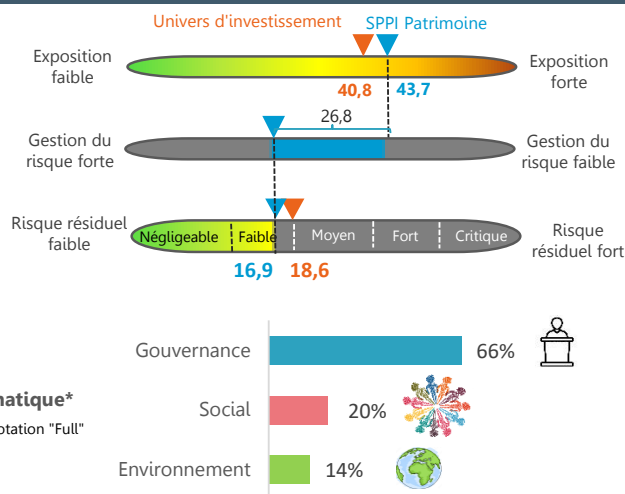 Univers d'investissement SPPI Patrimoine
Exposition
faible
Exposition
forte
40,8 43,7
26,8
Gestion du
risque forte
Gestion du
risque faible
Risque résiduel
faible
Négligeable Faible Moyen Fort Critique
Risque
résiduel fort
16,9 18,6
Gouvernance 66%
matique*
Social 20%
otation "Full"
Environnement 14%